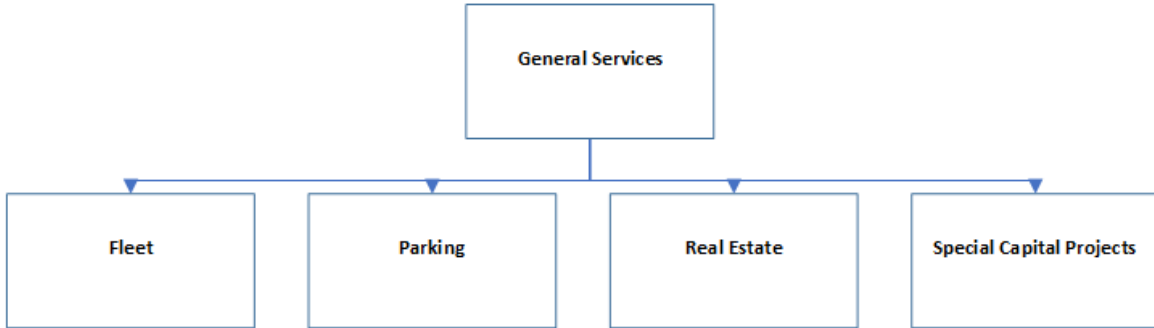 General Services
Fleet
Parking
Real Estate
Special Capital Projects